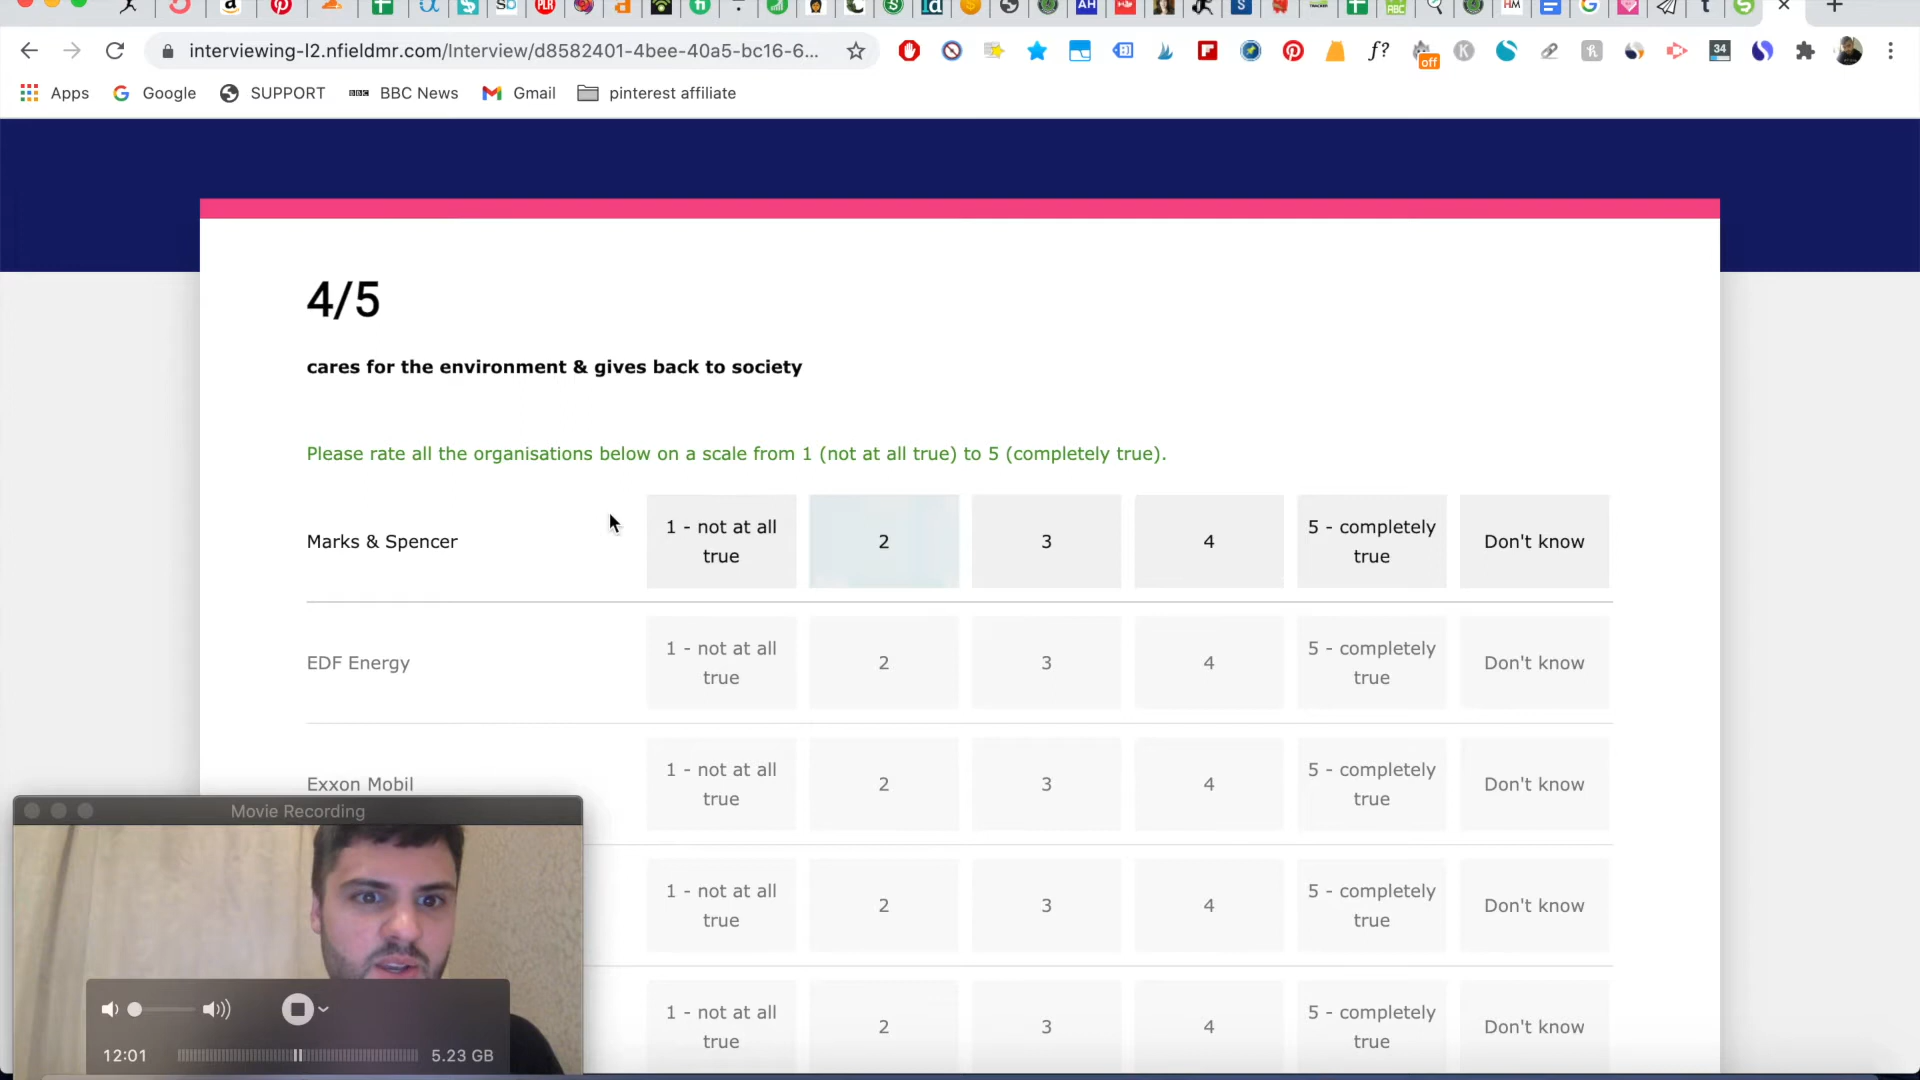 interviewing-l2.nfieldmr.com/Interview/d8582401-4bee-40a5-bc16-6...
Apps
Google
SUPPORT
BBC News
Gmail
pinterest affiliate
off
34
4/5
cares for the environment & gives back to society
Please rate all the organisations below on a scale from 1 (not at all true) to 5 (completely true).
Marks & Spencer
1 - not at all true
2
3
4
5 - completely true
Don't know
EDF Energy
1 - not at all true
2
3
4
5 - completely true
Don't know
Exxon Mobil
1 - not at all true
2
3
4
5 - completely true
Don't know
1 - not at all true
2
3
4
5 - completely true
Don't know
1 - not at all true
2
3
4
5 - completely true
Don't know
Movie Recording
12:01
5.23 GB